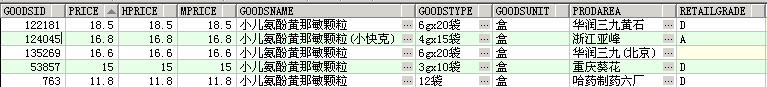 GOODSID PRICE HPRICE MPRICE GOODSNAME GOODSTYPE GOODSUNIT PRODAREA RETAILGRADE
122181 18.5 18.5 18.5 小儿氨酚黄那敏颗粒 ... 6gx20袋 ... 盒 华润三九黄石 ... D
124045 16.8 16.8 16.8 小儿氨酚黄那敏颗粒(小快克) ... 4gx15袋 ... 盒 浙江亚峰 ... A
135269 16.6 16.6 16.6 小儿氨酚黄那敏颗粒 ... 6gx20袋 ... 盒 华润三九(北京) ...
53857 15 15 15 小儿氨酚黄那敏颗粒 ... 3gx10袋 ... 盒 重庆葵花 ... D
763 11.8 11.8 11.8 小儿氨酚黄那敏颗粒 ... 12袋 ... 盒 哈药制药六厂 ... D